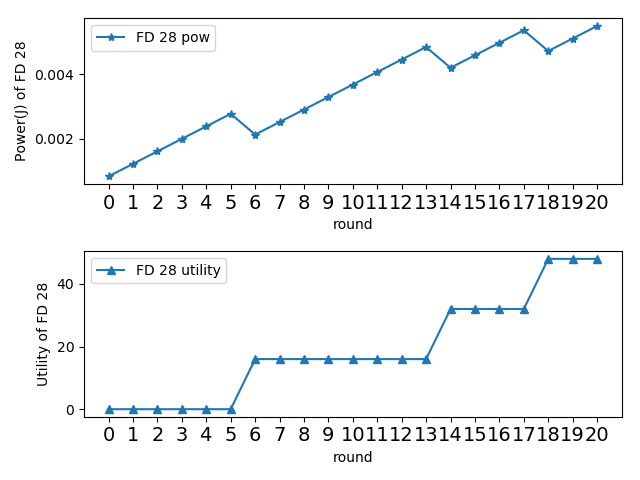 FD 28 pow
Power(J) of FD 28
0.004
0.002
0 1 2 3 4 5 6 7 8 9 10 11 12 13 14 15 16 17 18 19 20
round
FD 28 utility
Utility of FD 28
40
20
0
0 1 2 3 4 5 6 7 8 9 10 11 12 13 14 15 16 17 18 19 20
round